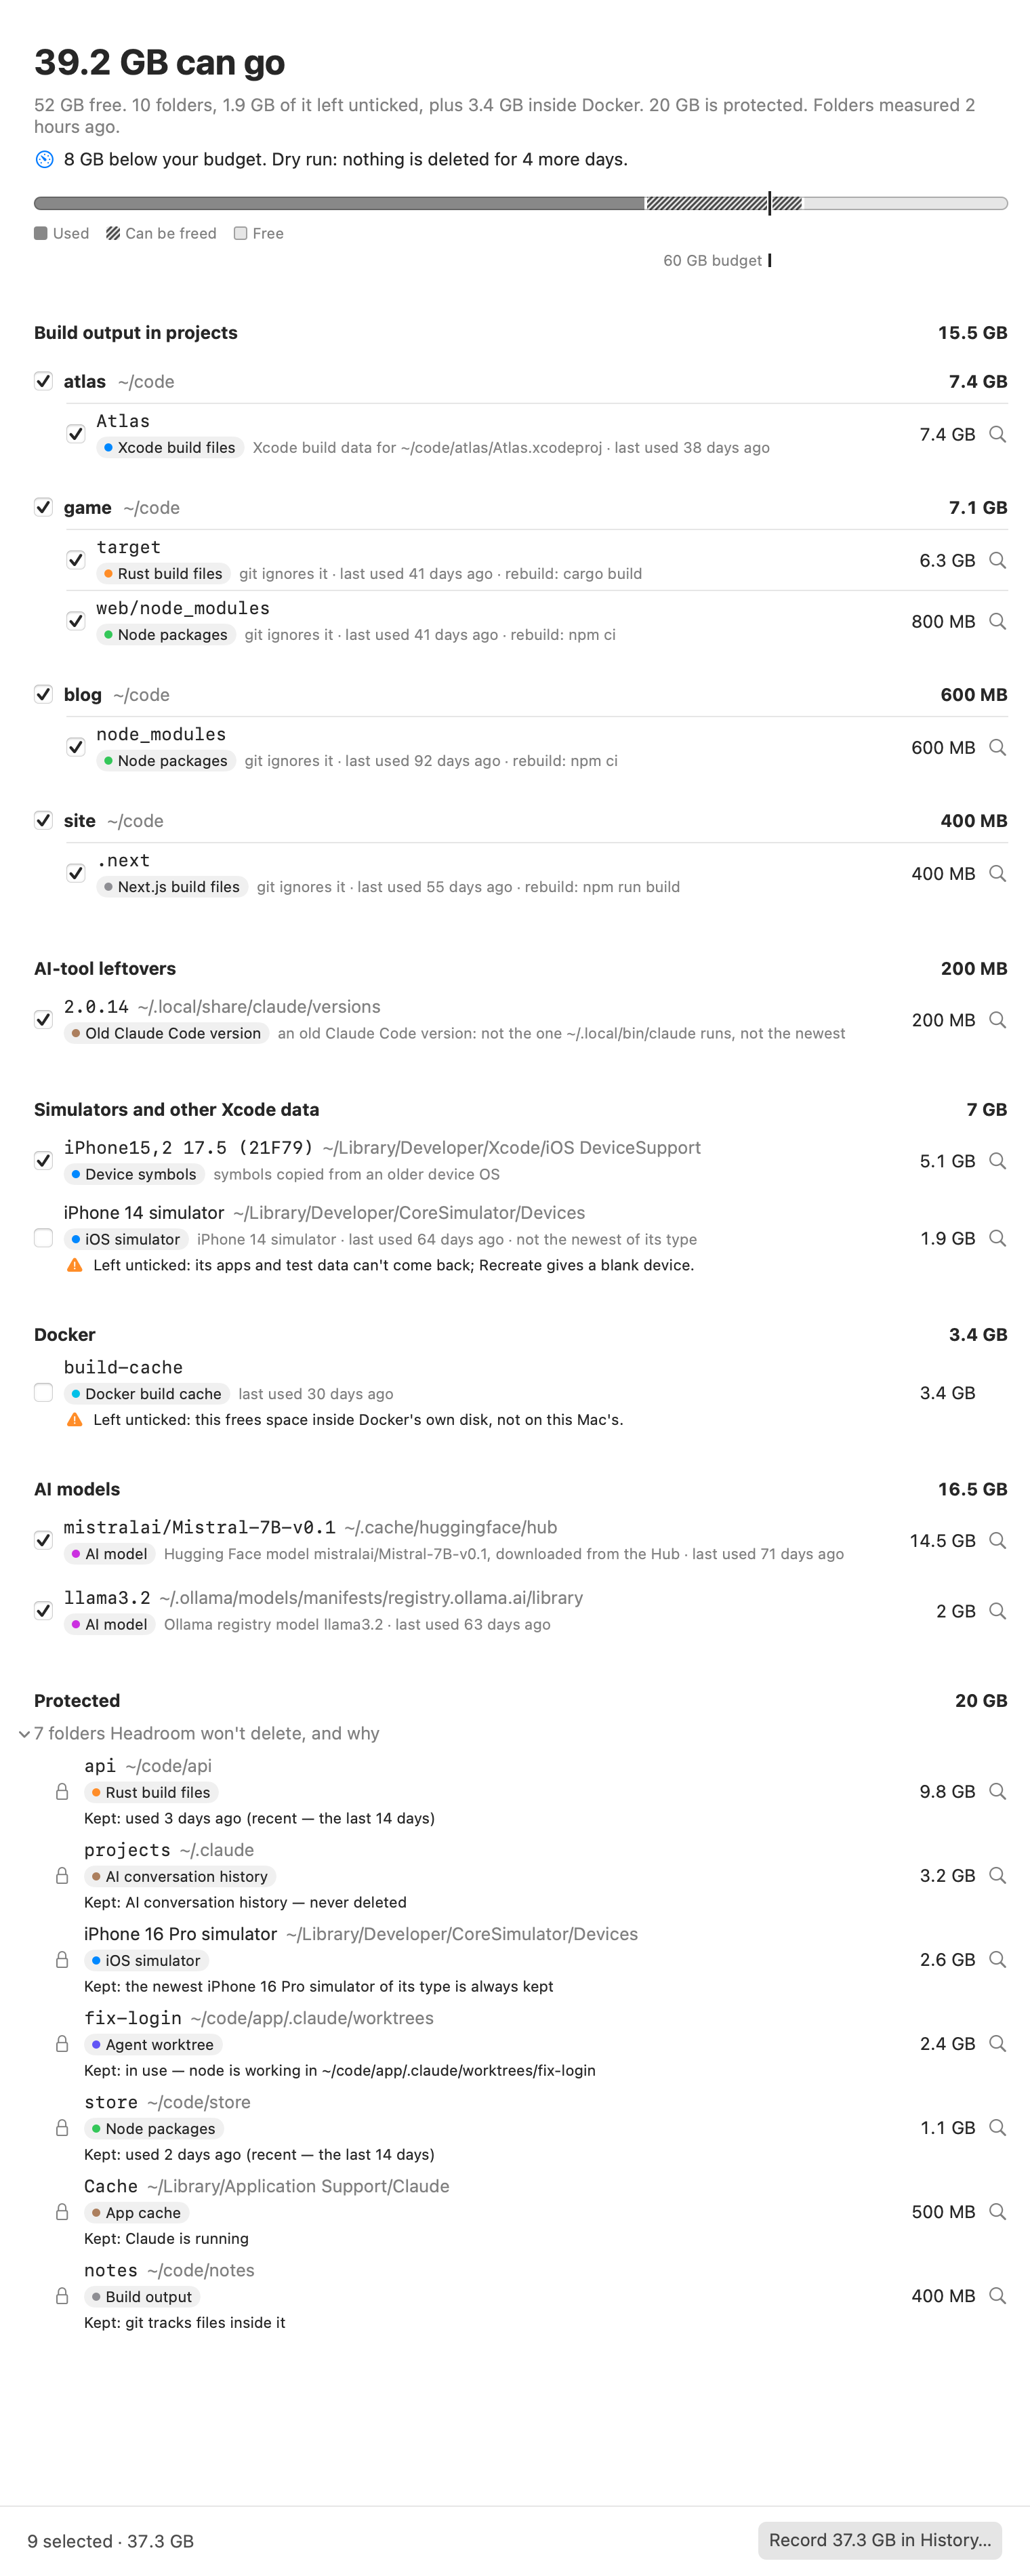 39.2 GB can go
52 GB free. 10 folders, 1.9 GB of it left unticked, plus 3.4 GB inside Docker. 20 GB is protected. Folders measured 2
hours ago.
8 GB below your budget. Dry run: nothing is deleted for 4 more days.
Used Can be freed Free
60 GB budget
Build output in projects 15.5 GB
atlas ~/code 7.4 GB
Atlas
Xcode build files Xcode build data for ~/code/atlas/Atlas.xcodeproj · last used 38 days ago 7.4 GB
game ~/code 7.1 GB
target
Rust build files git ignores it · last used 41 days ago · rebuild: cargo build 6.3 GB
web/node_modules
Node packages git ignores it · last used 41 days ago · rebuild: npm ci 800 MB
blog ~/code 600 MB
node_modules
Node packages git ignores it · last used 92 days ago · rebuild: npm ci 600 MB
site ~/code 400 MB
.next
Next.js build files git ignores it · last used 55 days ago · rebuild: npm run build 400 MB
AI-tool leftovers 200 MB
2.0.14 ~/.local/share/claude/versions
Old Claude Code version an old Claude Code version: not the one ~/.local/bin/claude runs, not the newest 200 MB
Simulators and other Xcode data 7 GB
iPhone15,2 17.5 (21F79) ~/Library/Developer/Xcode/iOS DeviceSupport
Device symbols symbols copied from an older device OS 5.1 GB
iPhone 14 simulator ~/Library/Developer/CoreSimulator/Devices
iOS simulator iPhone 14 simulator · last used 64 days ago · not the newest of its type 1.9 GB
Left unticked: its apps and test data can't come back; Recreate gives a blank device.
Docker 3.4 GB
build-cache
Docker build cache last used 30 days ago 3.4 GB
Left unticked: this frees space inside Docker's own disk, not on this Mac's.
AI models 16.5 GB
mistralai/Mistral-7B-v0.1 ~/.cache/huggingface/hub
AI model Hugging Face model mistralai/Mistral-7B-v0.1, downloaded from the Hub · last used 71 days ago 14.5 GB
llama3.2 ~/.ollama/models/manifests/registry.ollama.ai/library
AI model Ollama registry model llama3.2 · last used 63 days ago 2 GB
Protected 20 GB
7 folders Headroom won't delete, and why
api ~/code/api
Rust build files 9.8 GB
Kept: used 3 days ago (recent — the last 14 days)
projects ~/.claude
AI conversation history 3.2 GB
Kept: AI conversation history — never deleted
iPhone 16 Pro simulator ~/Library/Developer/CoreSimulator/Devices
iOS simulator 2.6 GB
Kept: the newest iPhone 16 Pro simulator of its type is always kept
fix-login ~/code/app/.claude/worktrees
Agent worktree 2.4 GB
Kept: in use — node is working in ~/code/app/.claude/worktrees/fix-login
store ~/code/store
Node packages 1.1 GB
Kept: used 2 days ago (recent — the last 14 days)
Cache ~/Library/Application Support/Claude
App cache 500 MB
Kept: Claude is running
notes ~/code/notes
Build output 400 MB
Kept: git tracks files inside it
9 selected · 37.3 GB Record 37.3 GB in History...